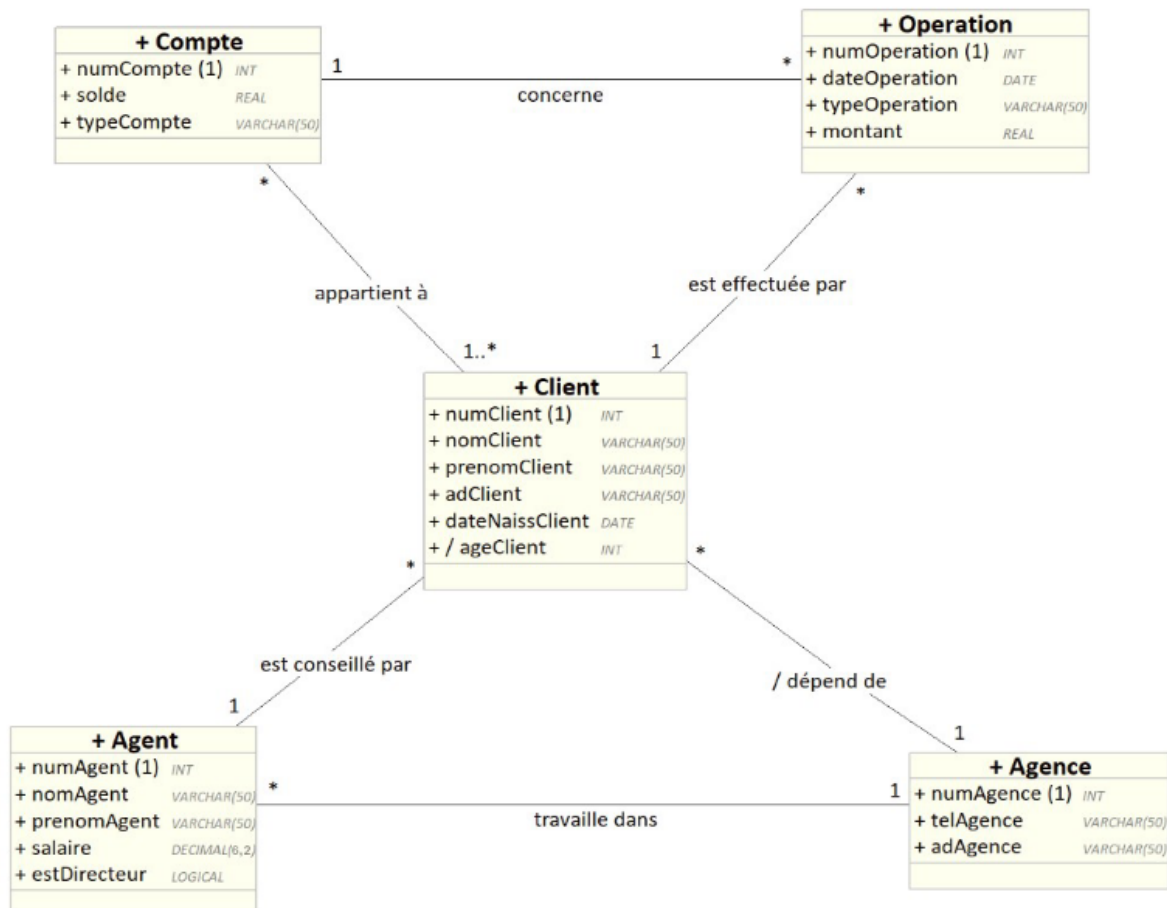 + Compte
+ numCompte (1) INT
+ solde REAL
+ typeCompte VARCHAR(50)
1
*
concerne
+ Operation
+ numOperation (1) INT
+ dateOperation DATE
+ typeOperation VARCHAR(50)
+ montant REAL
*
*
appartient à
est effectuée par
1..*
1
+ Client
+ numClient (1) INT
+ nomClient VARCHAR(50)
+ prenomClient VARCHAR(50)
+ adClient VARCHAR(50)
+ dateNaissClient DATE
+ / ageClient INT
*
*
est conseillé par
/ dépend de
1
1
+ Agent
+ numAgent (1) INT
+ nomAgent VARCHAR(50)
+ prenomAgent VARCHAR(50)
+ salaire DECIMAL(6,2)
+ estDirecteur LOGICAL
*
1
travaille dans
+ Agence
+ numAgence (1) INT
+ telAgence VARCHAR(50)
+ adAgence VARCHAR(50)